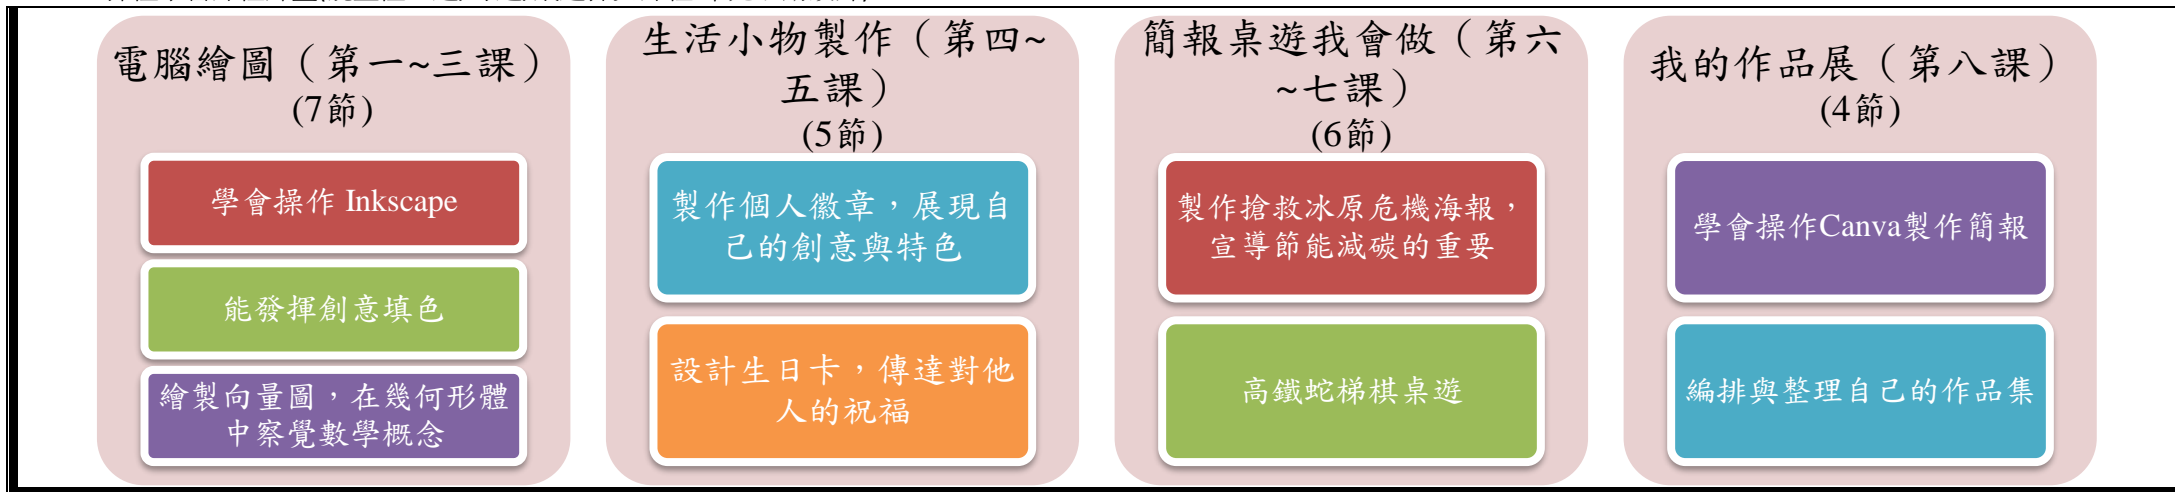 電腦繪圖（第一~三課）
(7節)
學會操作 Inkscape
能發揮創意填色
繪製向量圖，在幾何形體
中察覺數學概念
生活小物製作（第四~
五課）
(5節)
製作個人徽章，展現自
己的創意與特色
設計生日卡，傳達對他
人的祝福
簡報桌遊我會做（第六
~七課）
(6節)
製作搶救冰原危機海報，
宣導節能減碳的重要
高鐵蛇梯棋桌遊
我的作品展（第八課）
(4節)
學會操作Canva製作簡報
編排與整理自己的作品集